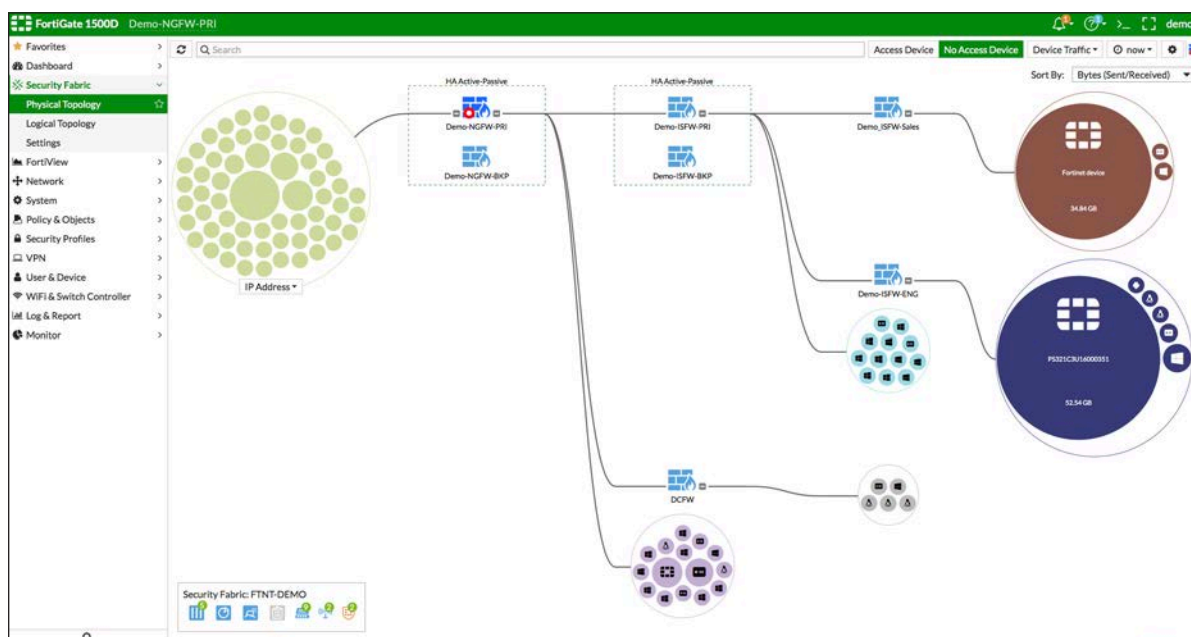 FortiGate 1500D Demo-NGFW-PRI
demo
Favorites
Dashboard
Security Fabric
Physical Topology
Logical Topology
Settings
FortiView
Network
System
Policy & Objects
Security Profiles
VPN
User & Device
WiFi & Switch Controller
Log & Report
Monitor
Search
Access Device No Access Device Device Traffic now
Sort By: Bytes (Sent/Received)
HA Active-Passive
Demo-NGFW-PRI
Demo-NGFW-BKP
HA Active-Passive
Demo-ISFW-PRI
Demo-ISFW-BKP
Demo_ISFW-Sales
Fortinet device
34.84 GB
IP Address
Demo-ISFW-ENG
PS321C3U16000351
52.54 GB
DCFW
Security Fabric: FTNT-DEMO